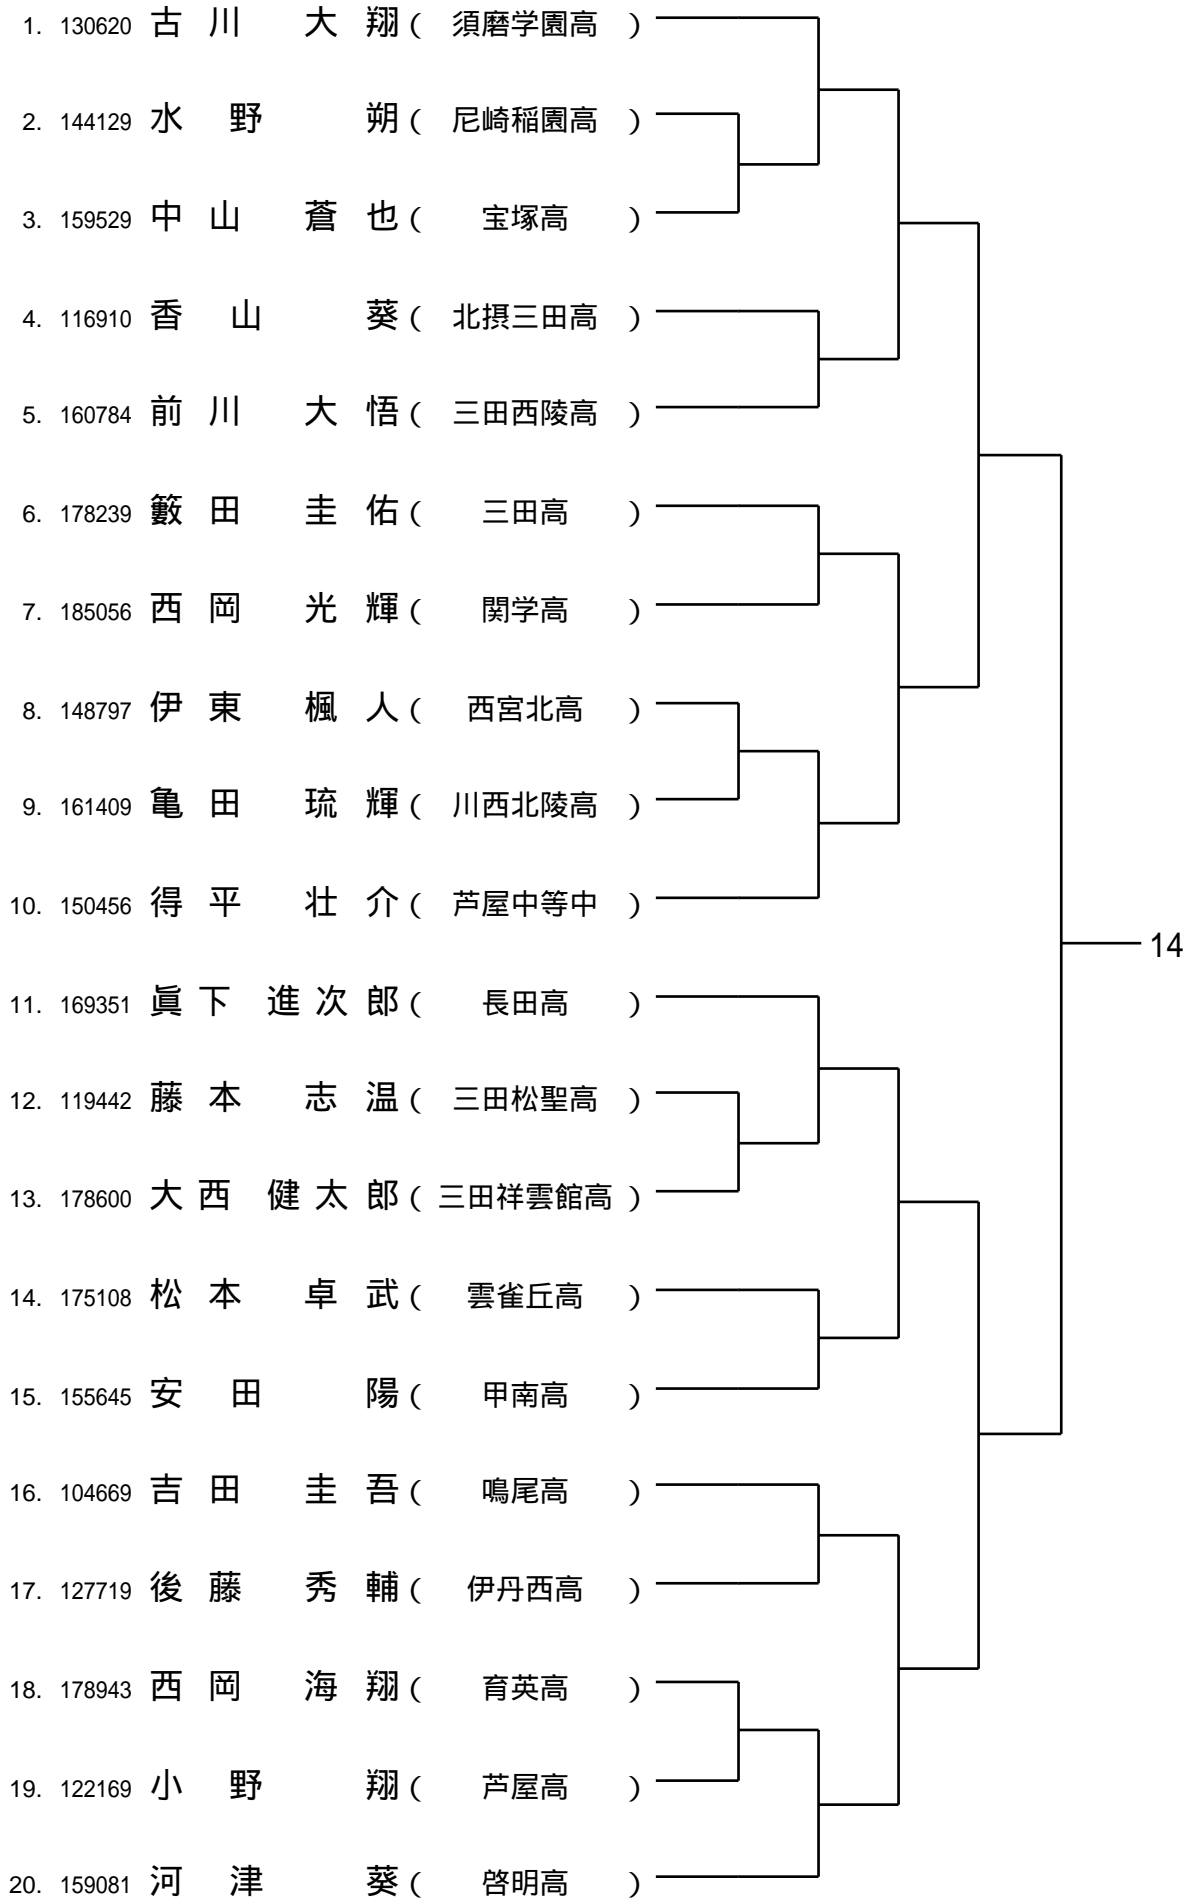 1. 130620 古川 大翔 ( 須磨学園高 )
2. 144129 水野 朔 ( 尼崎稲園高 )
3. 159529 中山 蒼也 ( 宝塚高 )
4. 116910 香山 葵 ( 北摂三田高 )
5. 160784 前川 大悟 ( 三田西陵高 )
6. 178239 籔田 圭佑 ( 三田高 )
7. 185056 西岡 光輝 ( 関学高 )
8. 148797 伊東 楓人 ( 西宮北高 )
9. 161409 亀田 琉輝 ( 川西北陵高 )
10. 150456 得平 壮介 ( 芦屋中等中 )
14
11. 169351 眞下 進次郎 ( 長田高 )
12. 119442 藤本 志温 ( 三田松聖高 )
13. 178600 大西 健太郎 ( 三田祥雲館高 )
14. 175108 松本 卓武 ( 雲雀丘高 )
15. 155645 安田 陽 ( 甲南高 )
16. 104669 吉田 圭吾 ( 鳴尾高 )
17. 127719 後藤 秀輔 ( 伊丹西高 )
18. 178943 西岡 海翔 ( 育英高 )
19. 122169 小野 翔 ( 芦屋高 )
20. 159081 河津 葵 ( 啓明高 )